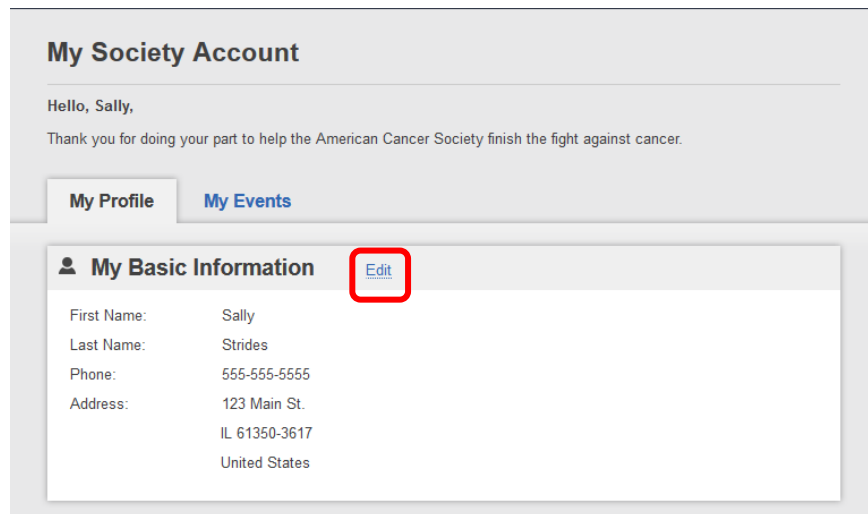 My Society Account
Hello, Sally,
Thank you for doing your part to help the American Cancer Society finish the fight against cancer.
My Profile My Events
My Basic Information Edit
First Name: Sally
Last Name: Strides
Phone: 555-555-5555
Address: 123 Main St.
IL 61350-3617
United States